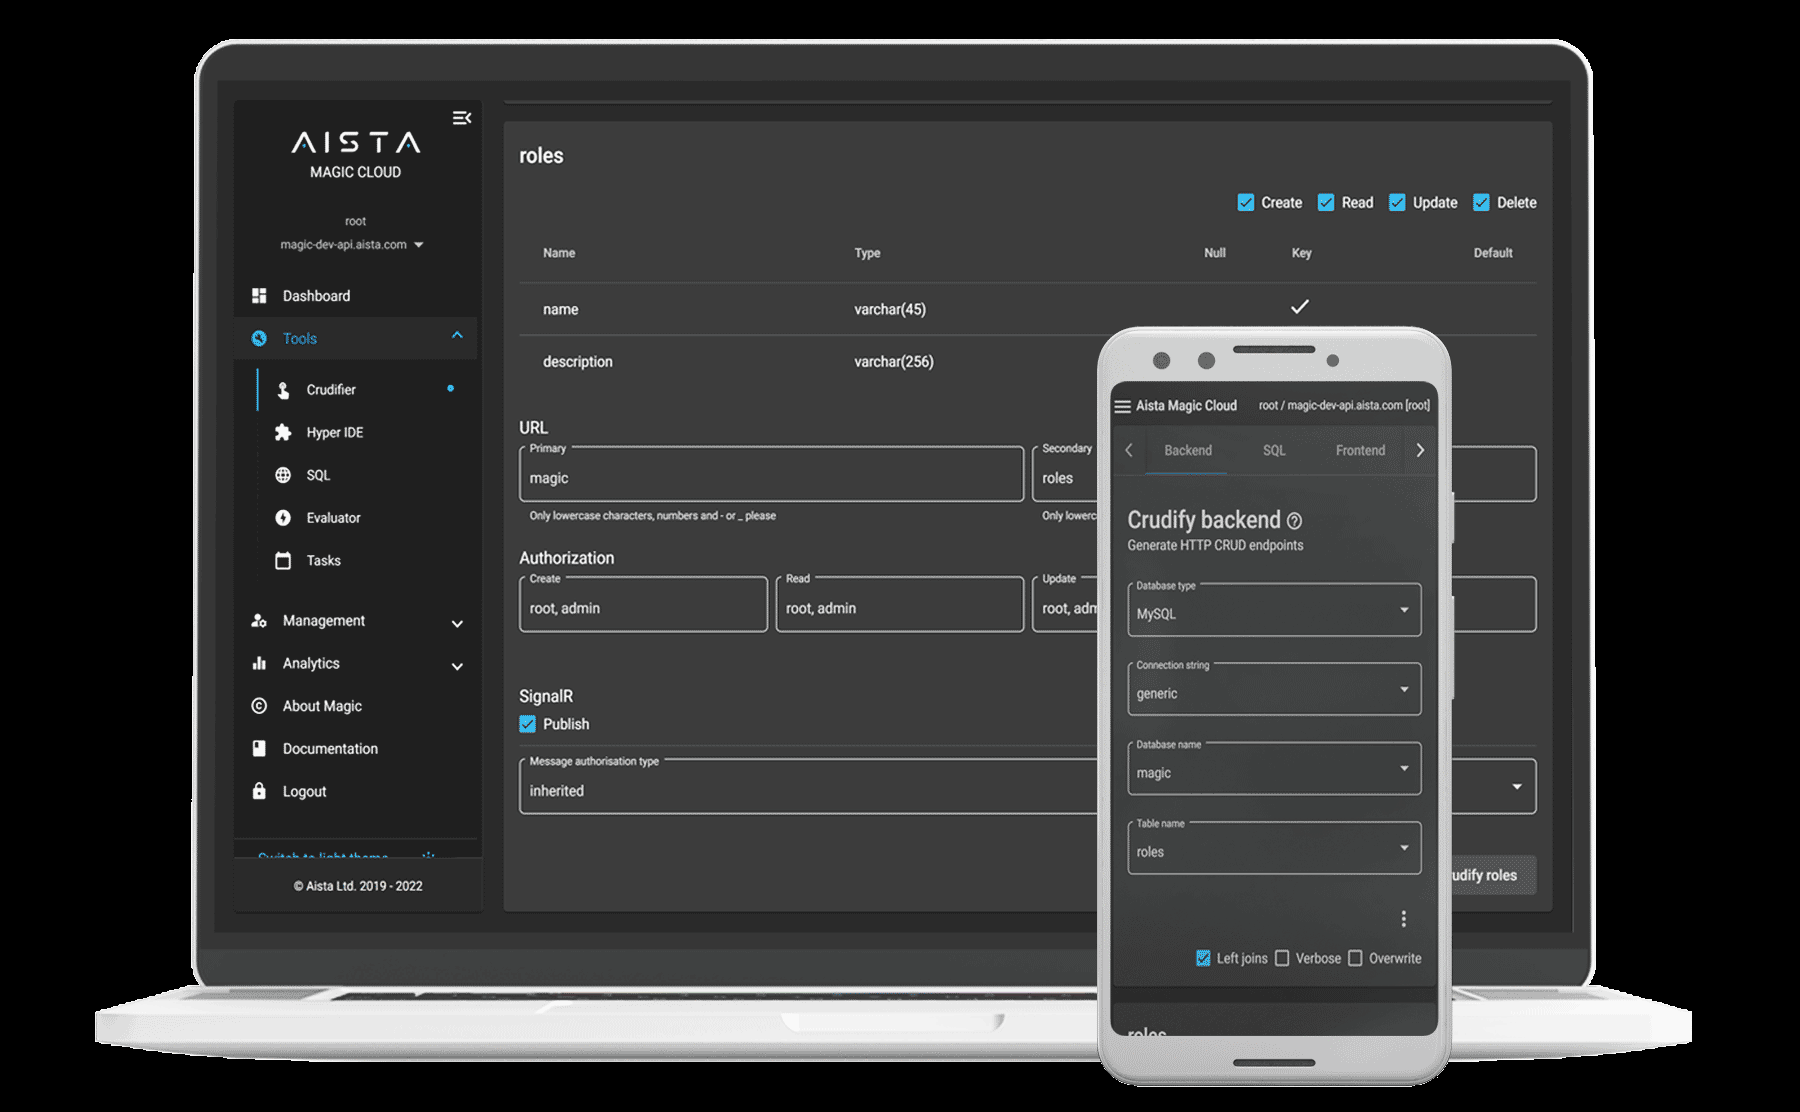 AISTA
MAGIC CLOUD
root
magic-dev-api.aista.com
Dashboard
Tools
Crudifier
Hyper IDE
SQL
Evaluator
Tasks
Management
Analytics
About Magic
Documentation
Logout
Switch to light theme
© Aista Ltd. 2019 - 2022
roles
Create Read Update Delete
Name Type Null Key Default
name varchar(45)
description varchar(256)
URL
Primary Secondary
magic roles
Only lowercase characters, numbers and - or _ please Only lowerc
Authorization
Create Read Update
root, admin root, admin root, adm
SignalR
Publish
Message authorisation type
inherited
udify roles
Aista Magic Cloud root / magic-dev-api.aista.com [root]
Backend SQL Frontend
Crudify backend
Generate HTTP CRUD endpoints
Database type
MySQL
Connection string
generic
Database name
magic
Table name
roles
Left joins Verbose Overwrite
roles